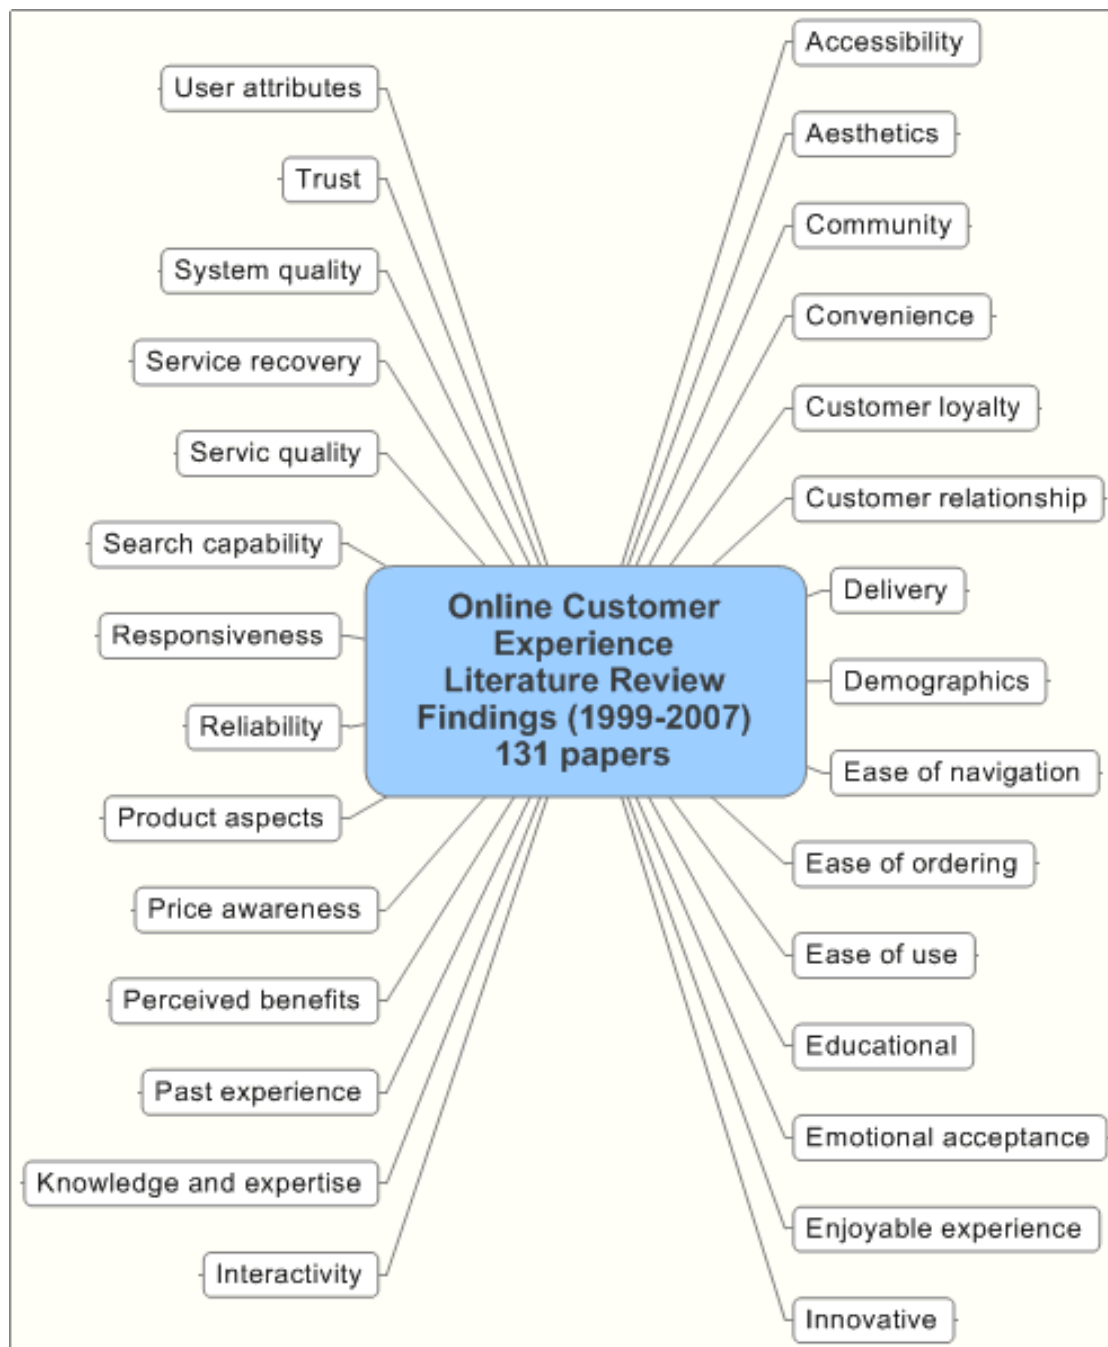 Accessibility
User attributes
Aesthetics
Trust
Community
System quality
Convenience
Service recovery
Customer loyalty
Servic quality
Customer relationship
Search capability
Online Customer
Experience
Literature Review
Findings (1999-2007)
131 papers
Delivery
Responsiveness
Demographics
Reliability
Ease of navigation
Product aspects
Ease of ordering
Price awareness
Ease of use
Perceived benefits
Educational
Past experience
Emotional acceptance
Knowledge and expertise
Enjoyable experience
Interactivity
Innovative